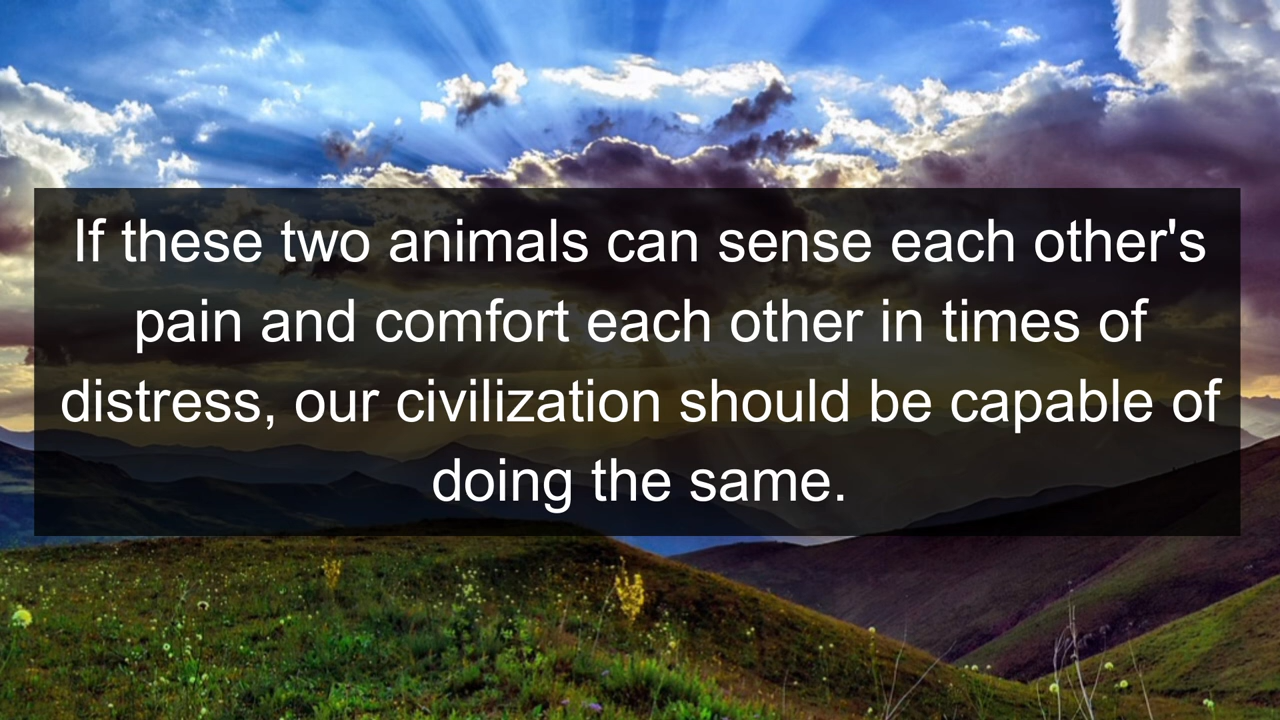 If these two animals can sense each other's
pain and comfort each other in times of
distress, our civilization should be capable of
doing the same.